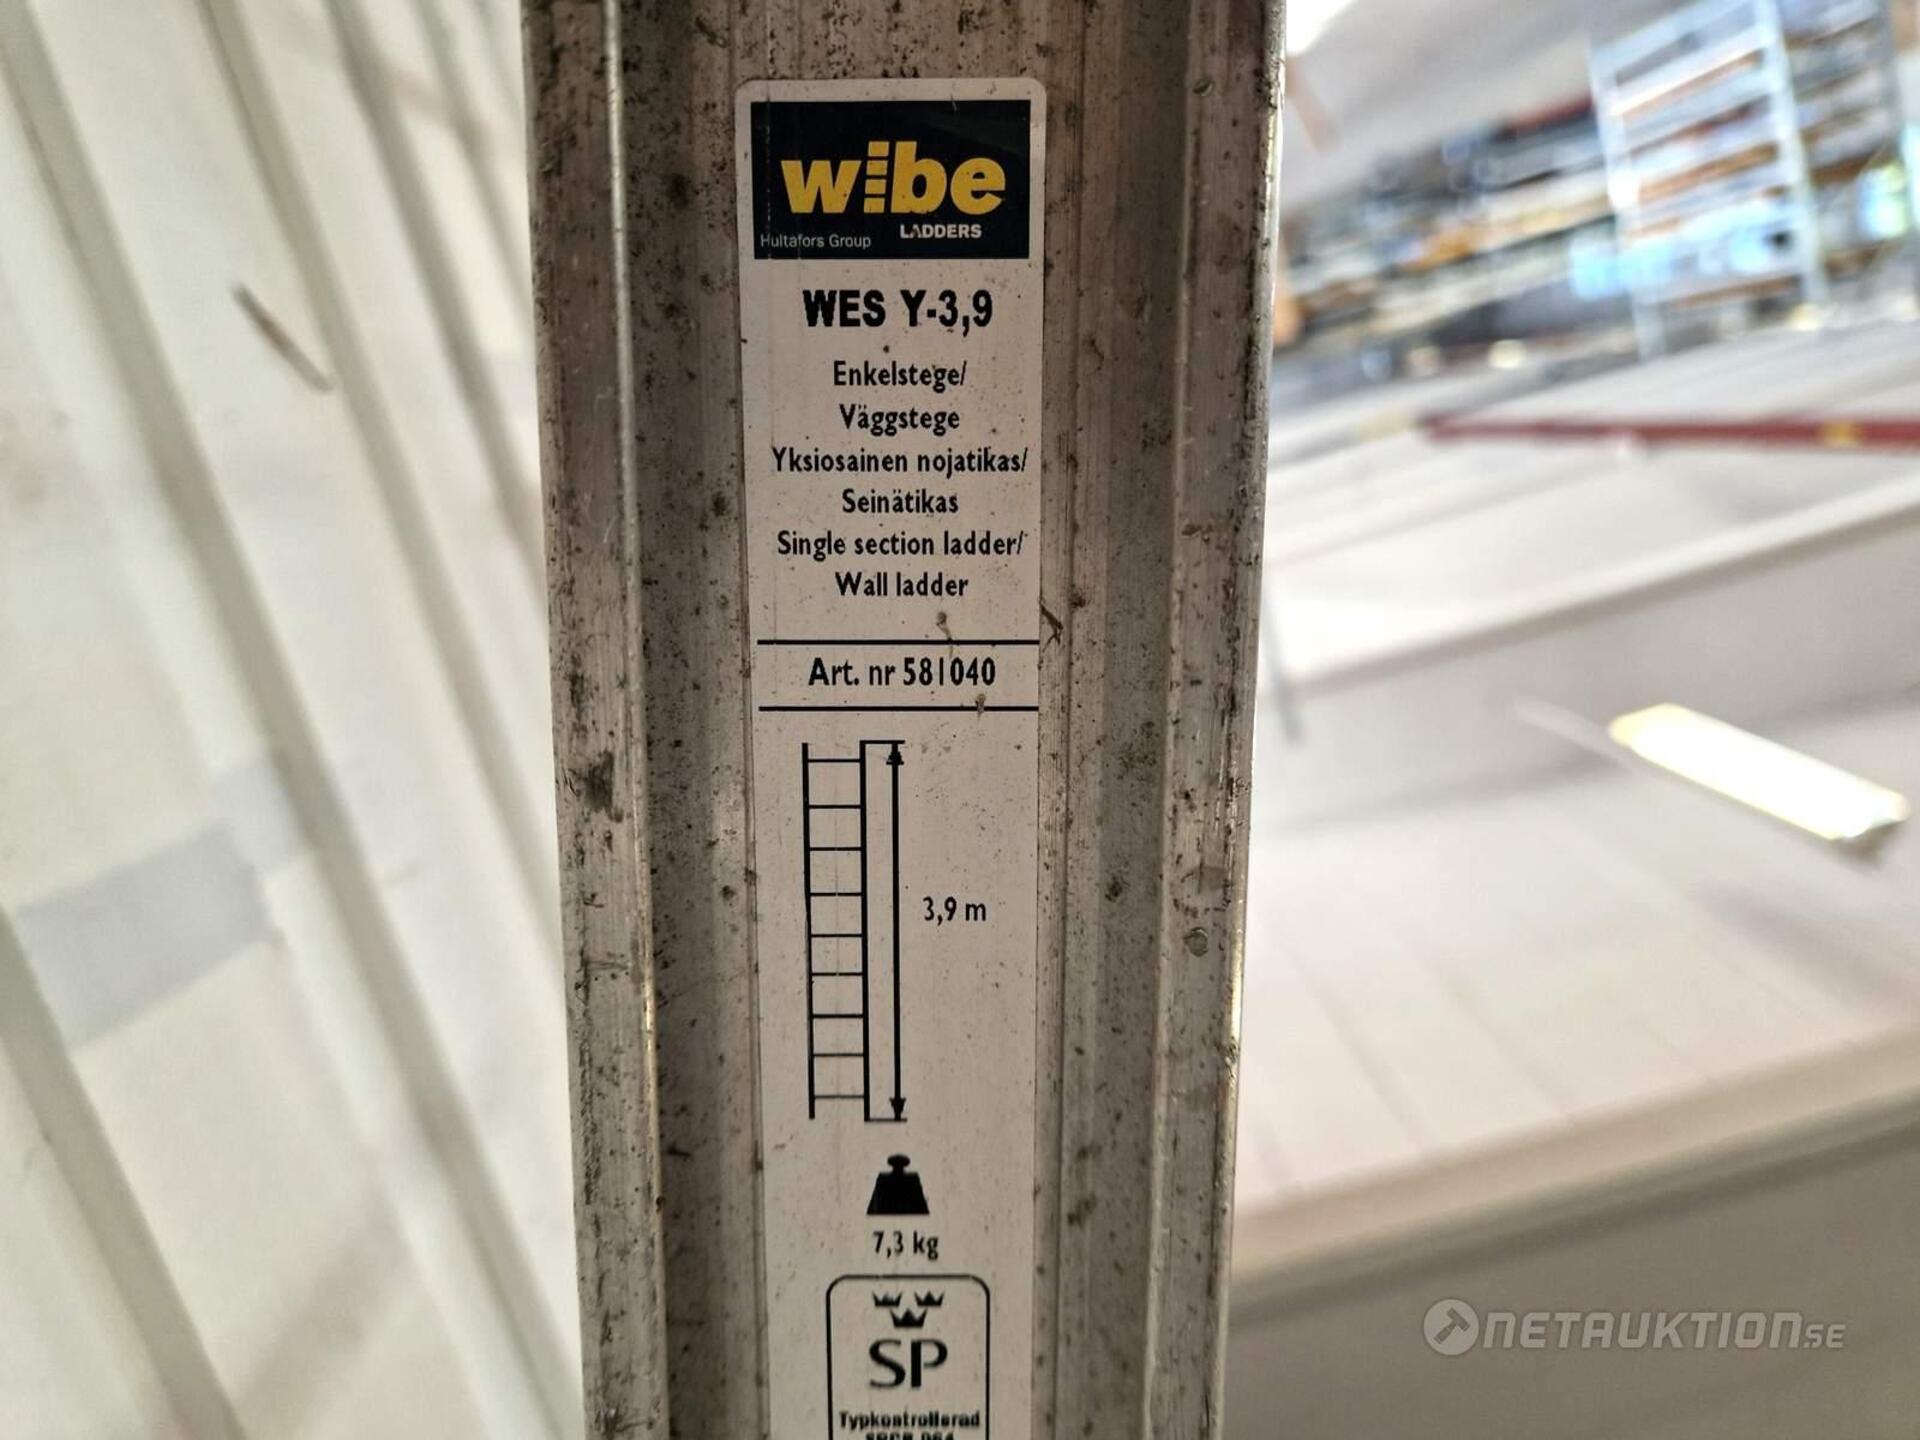 wibe
LADDERS
Hultafors Group
WES Y-3,9
Enkelstege/
Väggstege
Yksiosainen nojatikas/
Seinätikas
Single section ladder/
Wall ladder
Art. nr 581040
3,9 m
7,3 kg
SP
Typkontrollerad
NETAUKTION.SE